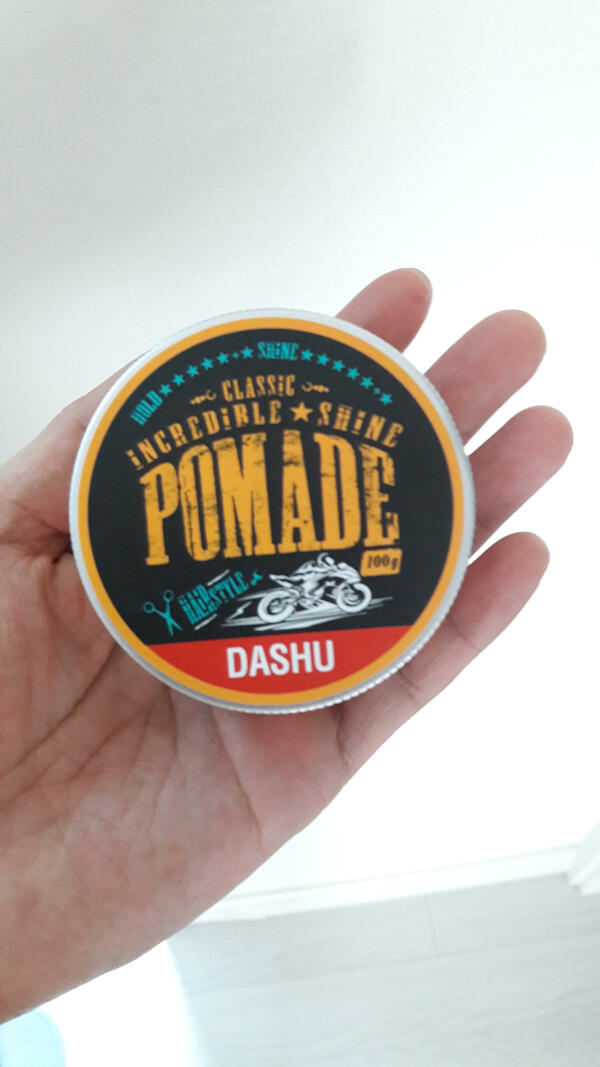 HOLD ★★★★★★★ SHiNE ★★★★★★★
CLASSiC
iNCREDiBLE ★ SHiNE
POMADE
100g
HAIRSTYLE
DASHU